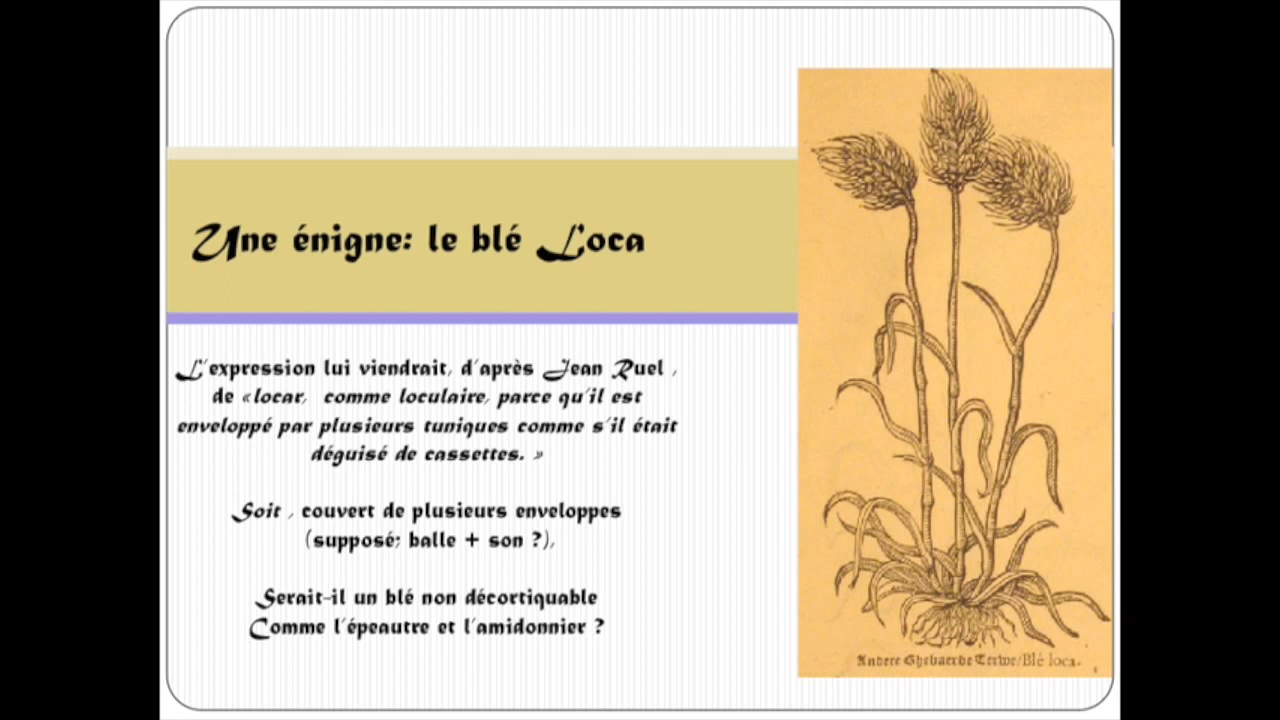 Une énigne: le blé Loca
L'expression lui viendrait, d'après Jean Ruel ,
de «locar, comme loculaire, parce qu'il est
enveloppé par plusieurs tuniques comme s'il était
déguisé de cassettes. »
Soit , couvert de plusieurs enveloppes
(supposé; balle + son ?),
Serait-il un blé non décortiquable
Comme l'épeautre et l'amidonnier ?
Andere Ghebaerde Terwe/Blé loca.